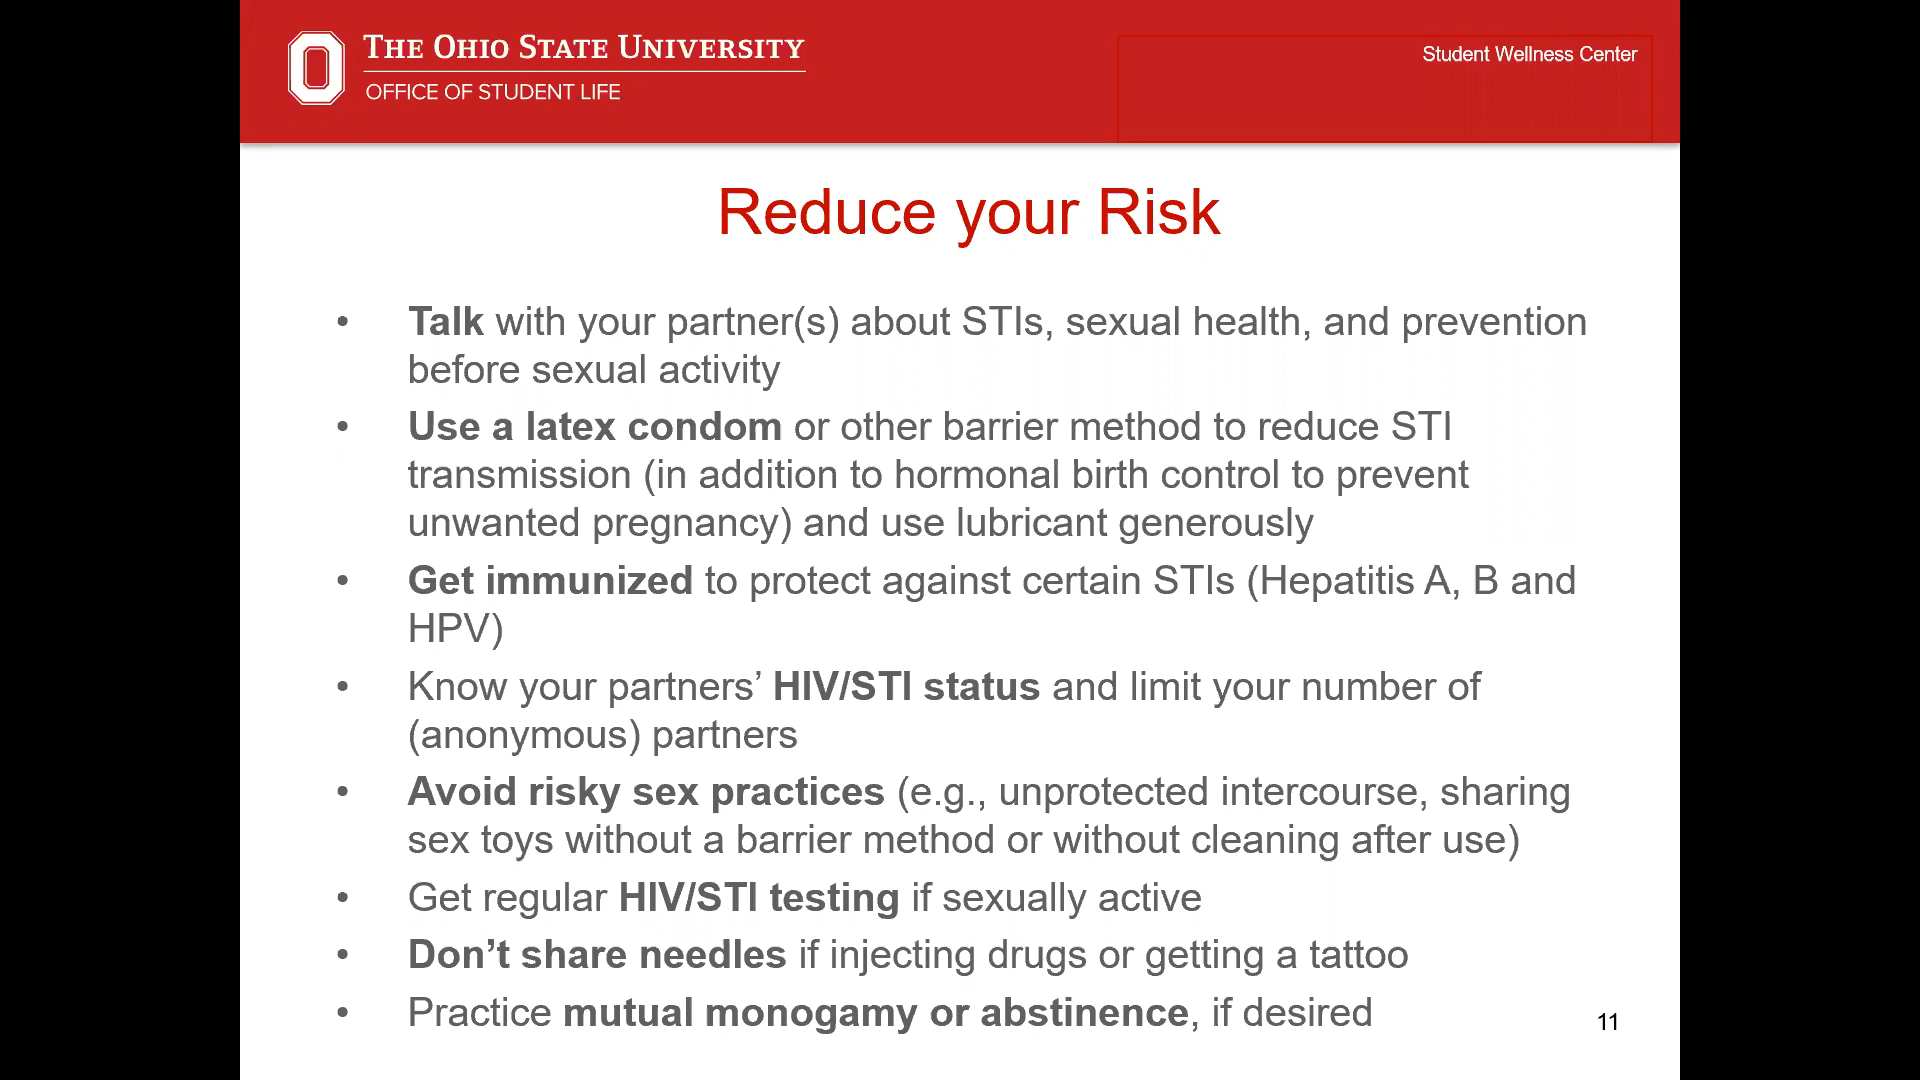 THE OHIO STATE UNIVERSITY
OFFICE OF STUDENT LIFE
Student Wellness Center
Reduce your Risk
• Talk with your partner(s) about STIs, sexual health, and prevention
before sexual activity
• Use a latex condom or other barrier method to reduce STI
transmission (in addition to hormonal birth control to prevent
unwanted pregnancy) and use lubricant generously
• Get immunized to protect against certain STIs (Hepatitis A, B and
HPV)
• Know your partners’ HIV/STI status and limit your number of
(anonymous) partners
• Avoid risky sex practices (e.g., unprotected intercourse, sharing
sex toys without a barrier method or without cleaning after use)
• Get regular HIV/STI testing if sexually active
• Don’t share needles if injecting drugs or getting a tattoo
• Practice mutual monogamy or abstinence, if desired
11